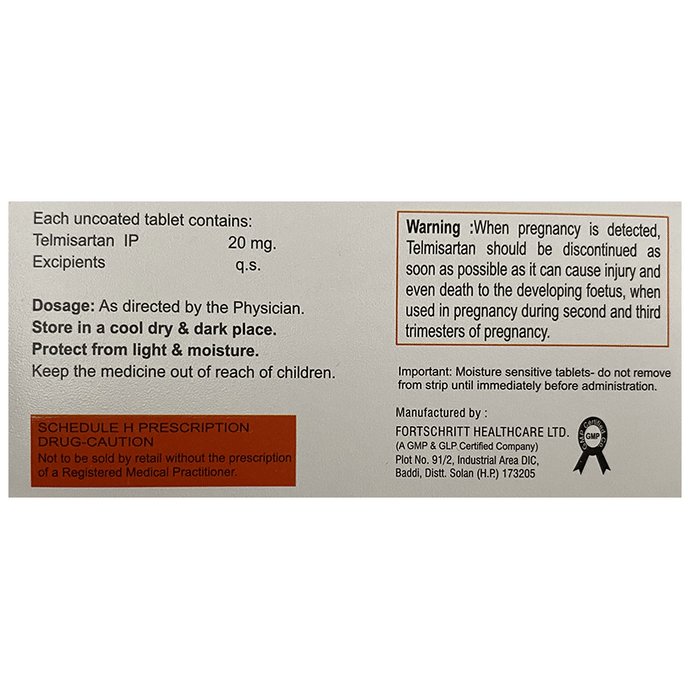 Each uncoated tablet contains:
Telmisartan IP 20 mg.
Excipients q.s.
Dosage: As directed by the Physician.
Store in a cool dry & dark place.
Protect from light & moisture.
Keep the medicine out of reach of children.
SCHEDULE H PRESCRIPTION
DRUG-CAUTION
Not to be sold by retail without the prescription
of a Registered Medical Practitioner.
Warning :When pregnancy is detected,
Telmisartan should be discontinued as
soon as possible as it can cause injury and
even death to the developing foetus, when
used in pregnancy during second and third
trimesters of pregnancy.
Important: Moisture sensitive tablets- do not remove
from strip until immediately before administration.
Manufactured by :
FORTSCHRITT HEALTHCARE LTD.
(A GMP & GLP Certified Company)
Plot No. 91/2, Industrial Area DIC,
Baddi, Distt. Solan (H.P.) 173205
GMP